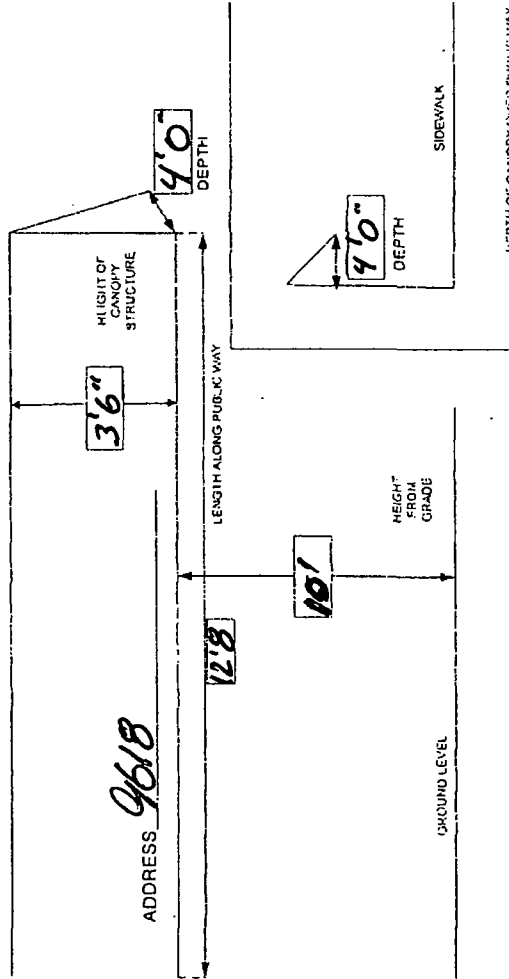 4'0"
DEPTH
HEIGHT OF
CANOPY
STRUCTURE
3'6"
ADDRESS 9618
LENGTH ALONG PUBLIC WAY
12'8
4'0"
DEPTH
SIDEWALK
HEIGHT
FROM
GRADE
10'
GROUND LEVEL